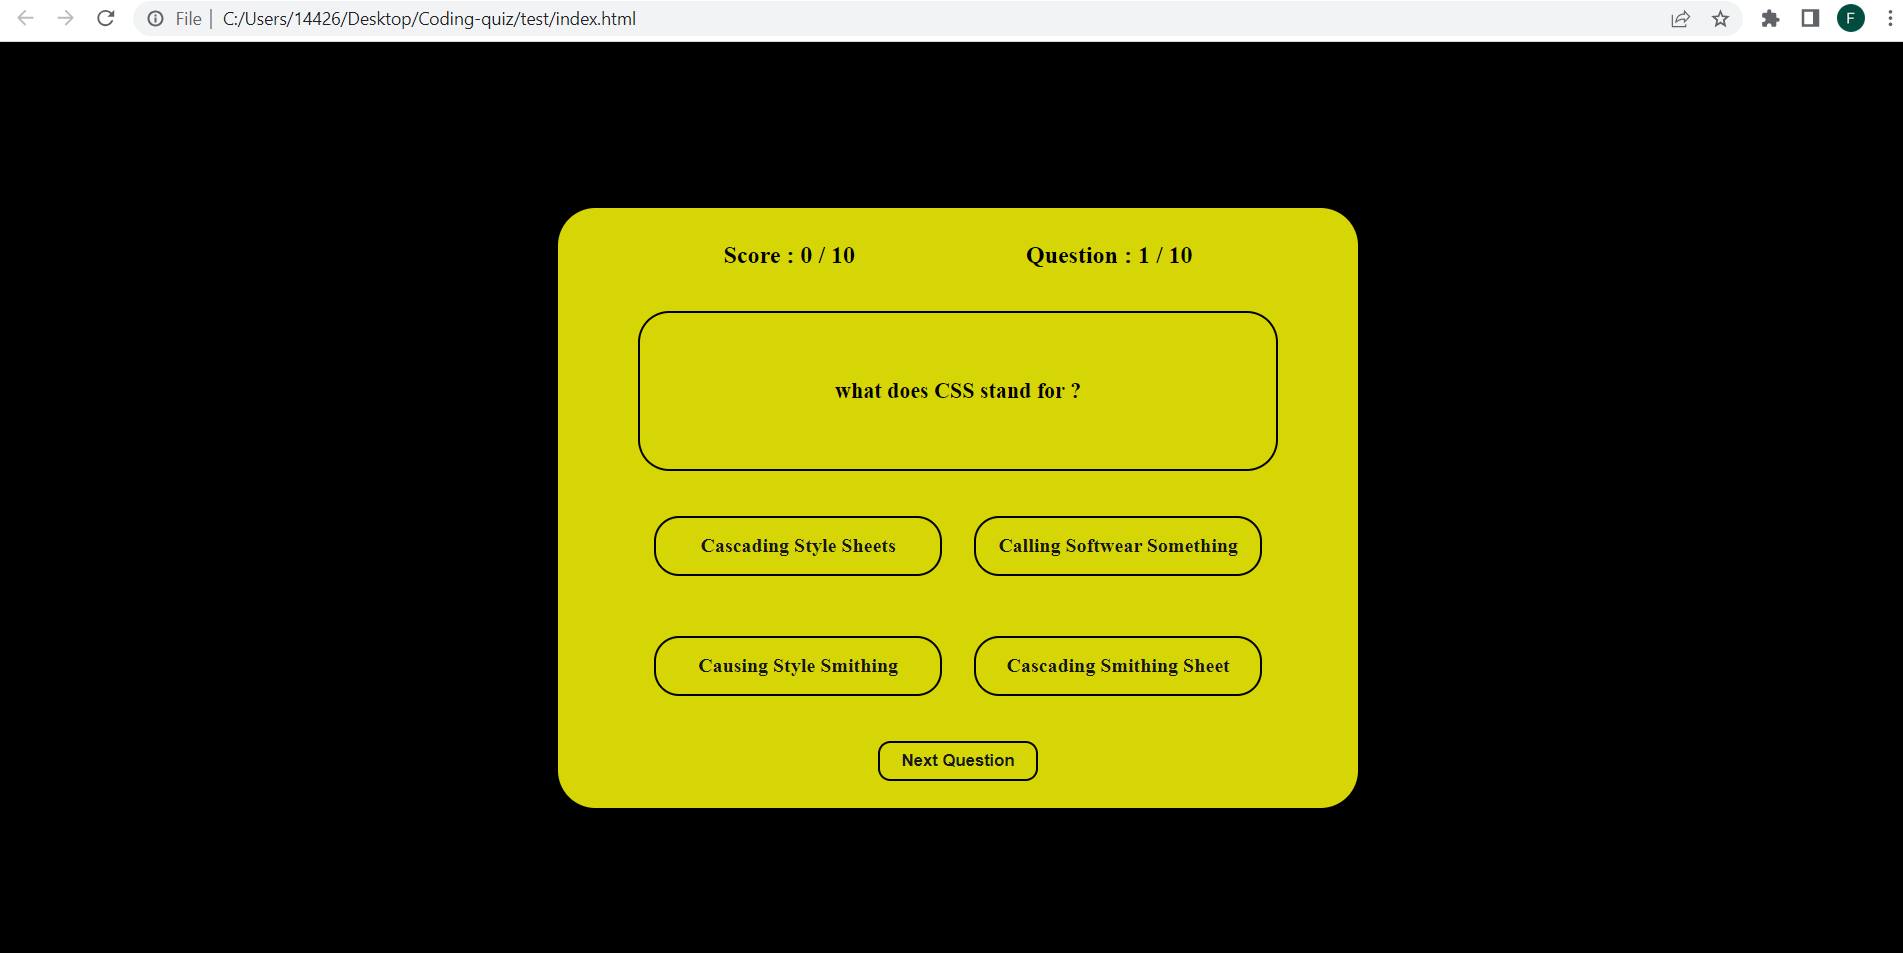 File | C:/Users/14426/Desktop/Coding-quiz/test/index.html
F
Score : 0 / 10
Question : 1 / 10
what does CSS stand for ?
Cascading Style Sheets
Calling Softwear Something
Causing Style Smithing
Cascading Smithing Sheet
Next Question